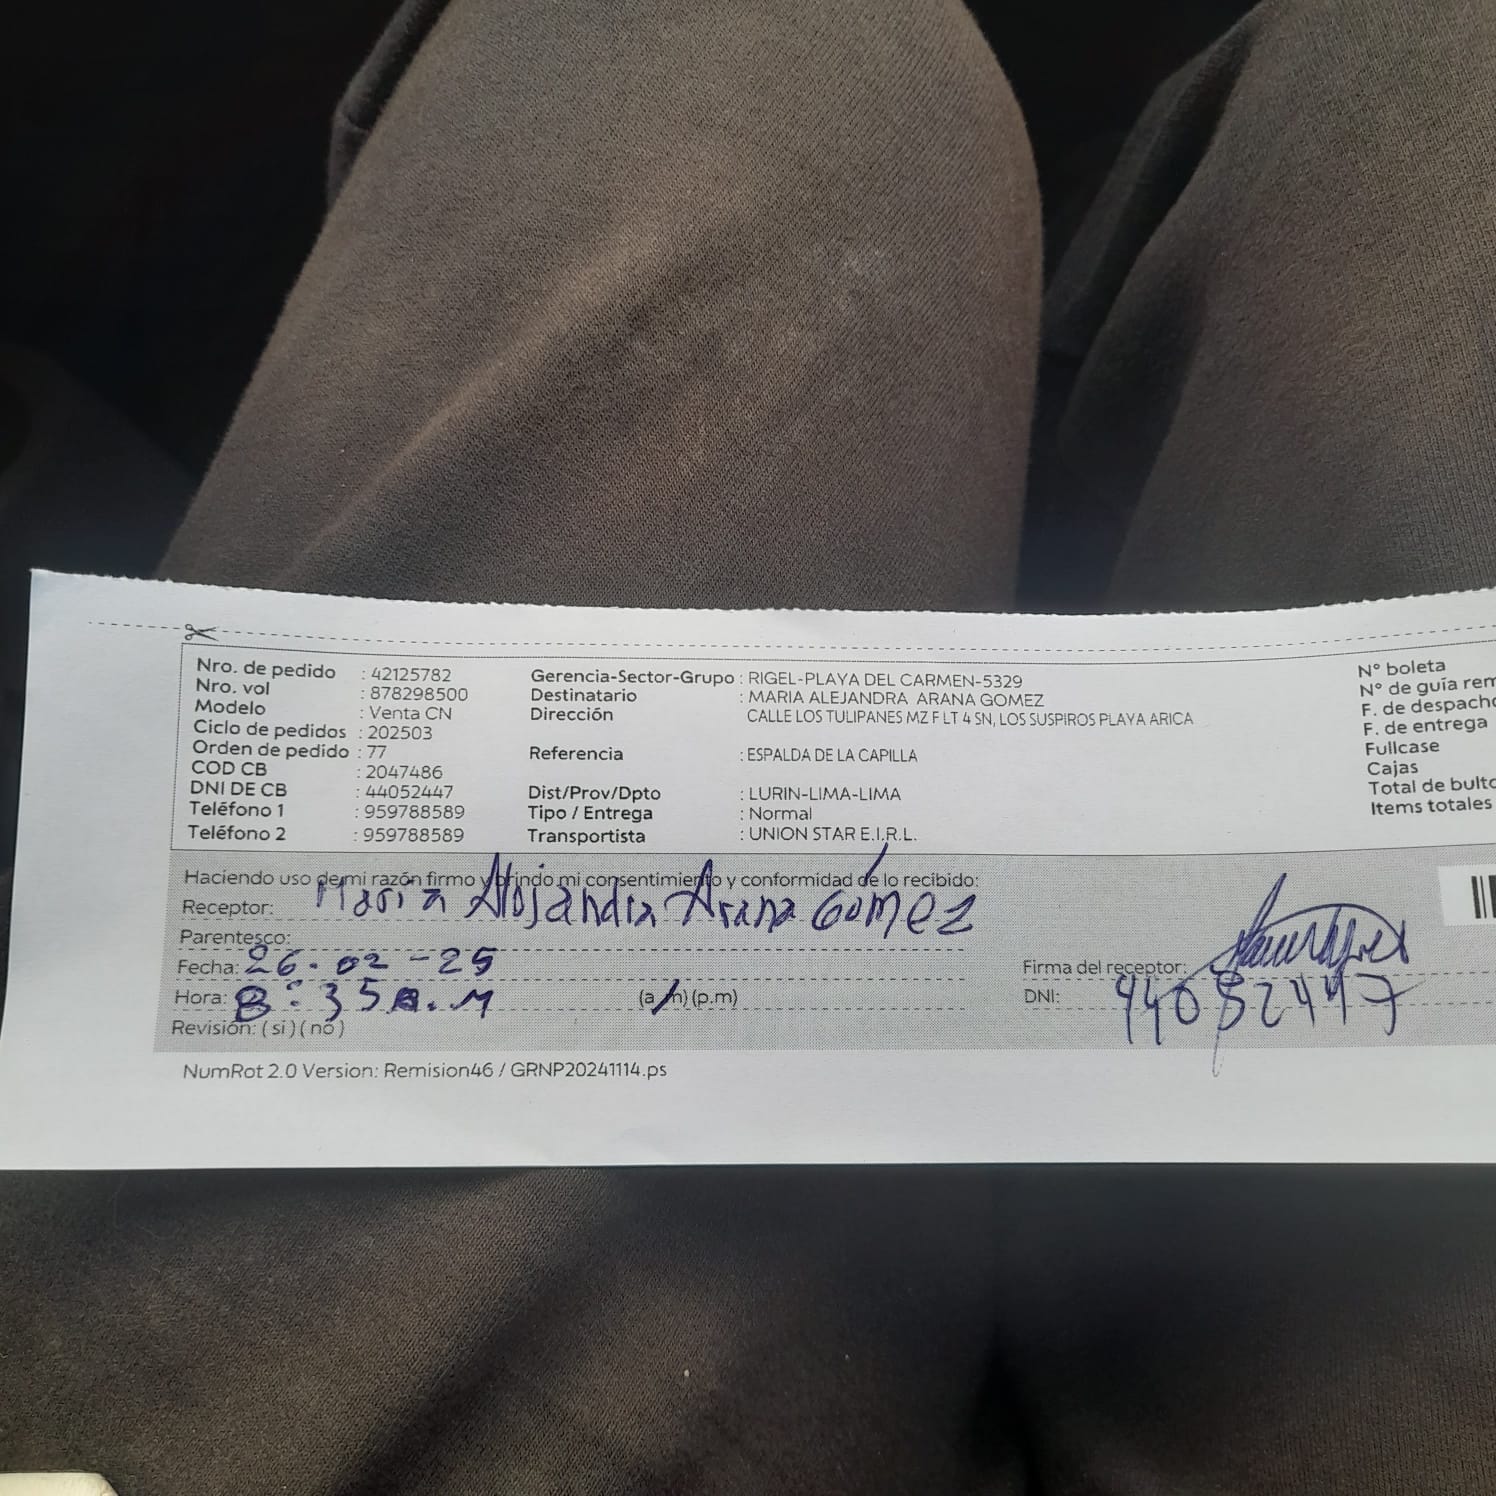 Nro. de pedido : 42125782 Gerencia-Sector-Grupo : RIGEL-PLAYA DEL CARMEN-5329 N° boleta
Nro. vol : 878298500 Destinatario : MARIA ALEJANDRA ARANA GOMEZ N° de guía rem
Modelo : Venta CN Dirección CALLE LOS TULIPANES MZ F LT 4 SN, LOS SUSPIROS PLAYA ARICA F. de despacho
Ciclo de pedidos : 202503 F. de entrega
Orden de pedido : 77 Referencia : ESPALDA DE LA CAPILLA Fullcase
COD CB : 2047486 Cajas
DNI DE CB : 44052447 Dist/Prov/Dpto : LURIN-LIMA-LIMA Total de bulto
Teléfono 1 : 959788589 Tipo / Entrega : Normal Items totales
Teléfono 2 : 959788589 Transportista : UNION STAR E.I.R.L.
Haciendo uso de mi razón firmo y brindo mi consentimiento y conformidad de lo recibido:
Receptor: Maria Alejandra Arana Gómez
Parentesco:
Fecha: 26-02-25 Firma del receptor:
Hora: 8:35 a.M (a.m) (p.m) DNI: 44052447
Revisión: ( si ) ( no )
NumRot 2.0 Version: Remision46 / GRNP20241114.ps